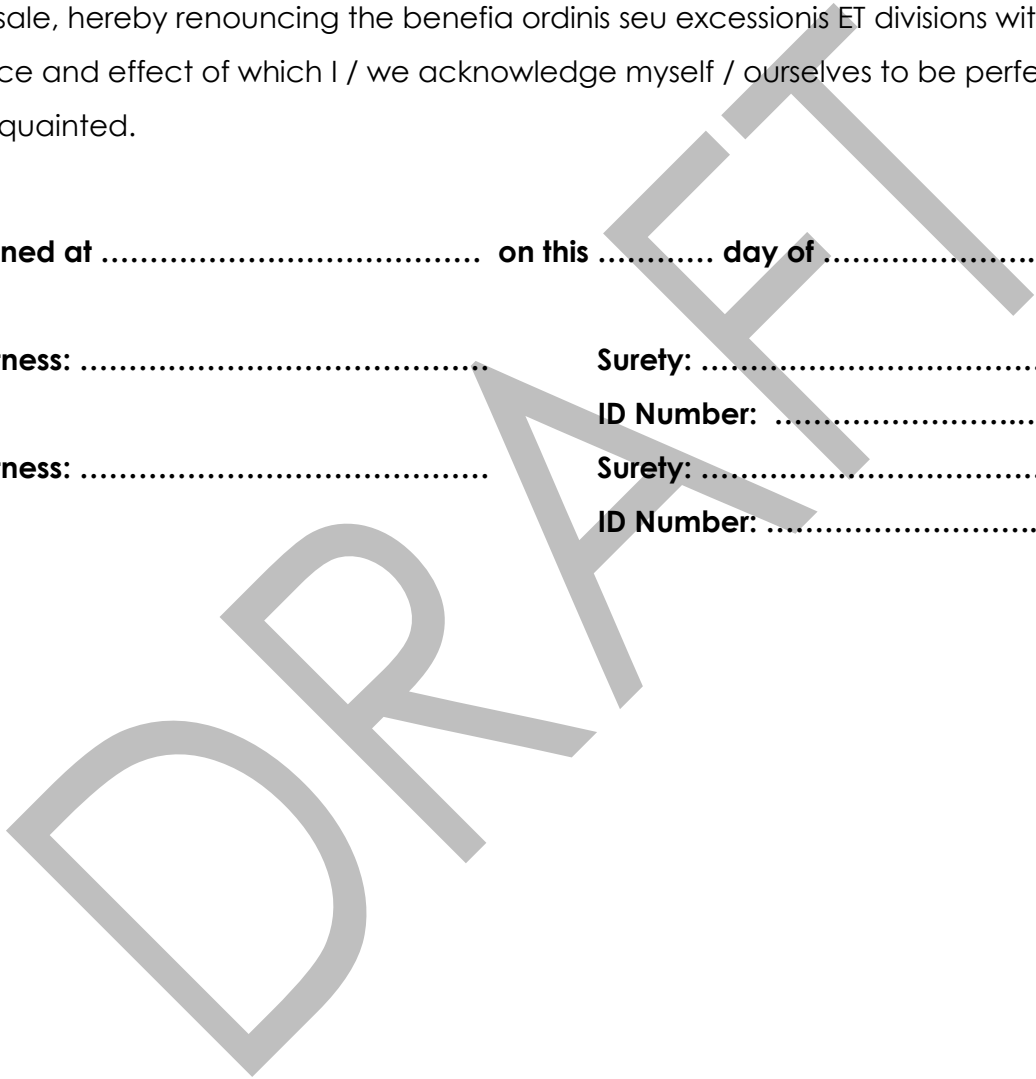 sale, hereby renouncing the benefia ordinis seu excessionis ET divisions wit
ce and effect of which I / we acknowledge myself / ourselves to be perfe
quainted.
ned at …………………………………  on this ………… day of ………………….
ness: ……………………………………  Surety: …………………………….
ID Number:  …………………….…
ness: ……………………………………  Surety: …………………………….
ID Number: ……………………….
DRAFT